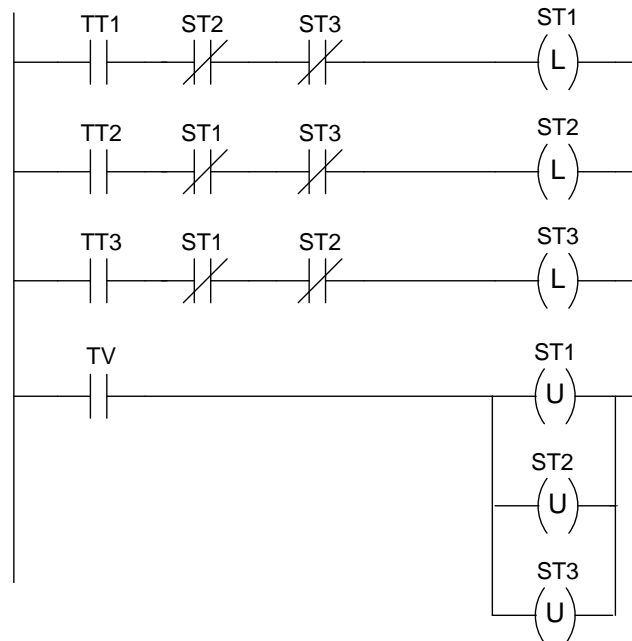 ST1
TT1 ST2 ST3
L
ST2
TT2 ST1 ST3
L
ST3
TT3 ST1 ST2
L
TV ST1
U
ST2
U
ST3
U